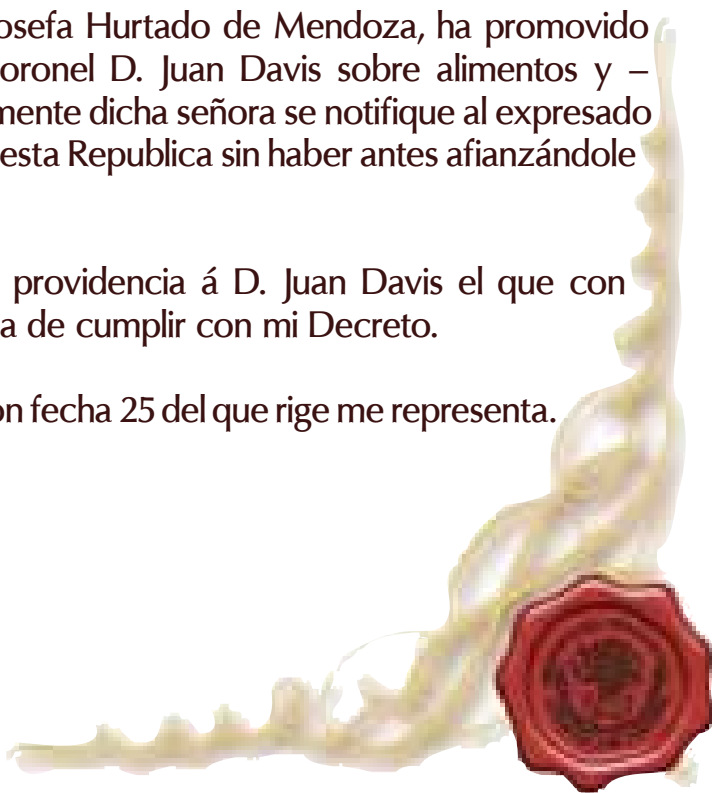 osefa Hurtado de Mendoza, ha promovido
oronel D. Juan Davis sobre alimentos y –
mente dicha señora se notifique al expresado
esta Republica sin haber antes afianzándole
providencia á D. Juan Davis el que con
a de cumplir con mi Decreto.
on fecha 25 del que rige me representa.